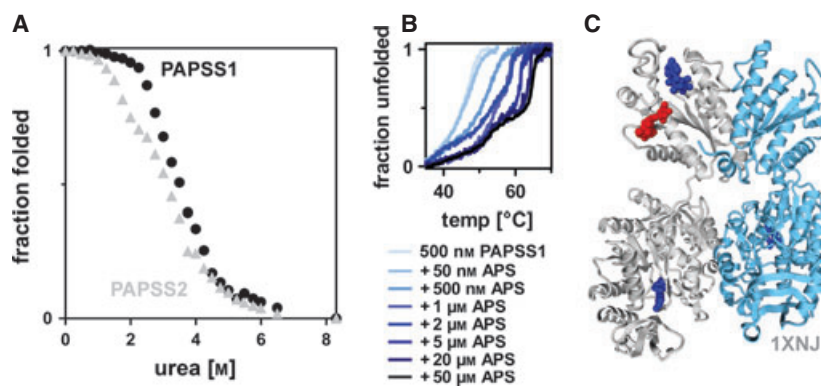 A
1
fraction folded
0
PAPSS1
PAPSS2
0 2 4 6 8
urea [M]
B
1
fraction unfolded
0
40 60
temp [°C]
500 nM PAPSS1
+ 50 nM APS
+ 500 nM APS
+ 1 µM APS
+ 2 µM APS
+ 5 µM APS
+ 20 µM APS
+ 50 µM APS
C
1XNJ